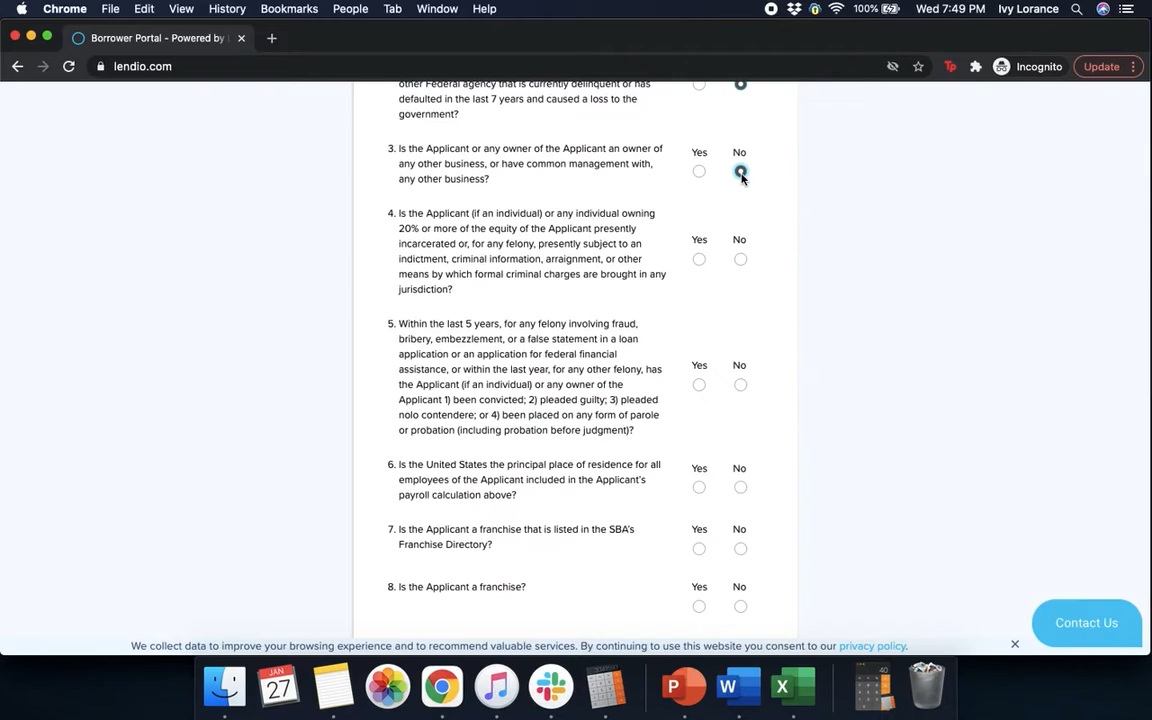 Chrome File Edit View History Bookmarks People Tab Window Help 100% Wed 7:49 PM Ivy Lorance
Borrower Portal - Powered by
lendio.com Incognito Update
other Federal agency that is currently delinquent or has
defaulted in the last 7 years and caused a loss to the
government?
3. Is the Applicant or any owner of the Applicant an owner of
any other business, or have common management with,
any other business?
Yes No
4. Is the Applicant (if an individual) or any individual owning
20% or more of the equity of the Applicant presently
incarcerated or, for any felony, presently subject to an
indictment, criminal information, arraignment, or other
means by which formal criminal charges are brought in any
jurisdiction?
Yes No
5. Within the last 5 years, for any felony involving fraud,
bribery, embezzlement, or a false statement in a loan
application or an application for federal financial
assistance, or within the last year, for any other felony, has
the Applicant (if an individual) or any owner of the
Applicant 1) been convicted; 2) pleaded guilty; 3) pleaded
nolo contendere; or 4) been placed on any form of parole
or probation (including probation before judgment)?
Yes No
6. Is the United States the principal place of residence for all
employees of the Applicant included in the Applicant's
payroll calculation above?
Yes No
7. Is the Applicant a franchise that is listed in the SBA's
Franchise Directory?
Yes No
8. Is the Applicant a franchise?
Yes No
Contact Us
We collect data to improve your browsing experience and to recommend valuable services. By continuing to use this website you consent to our privacy policy.
JAN
27
P W X
40